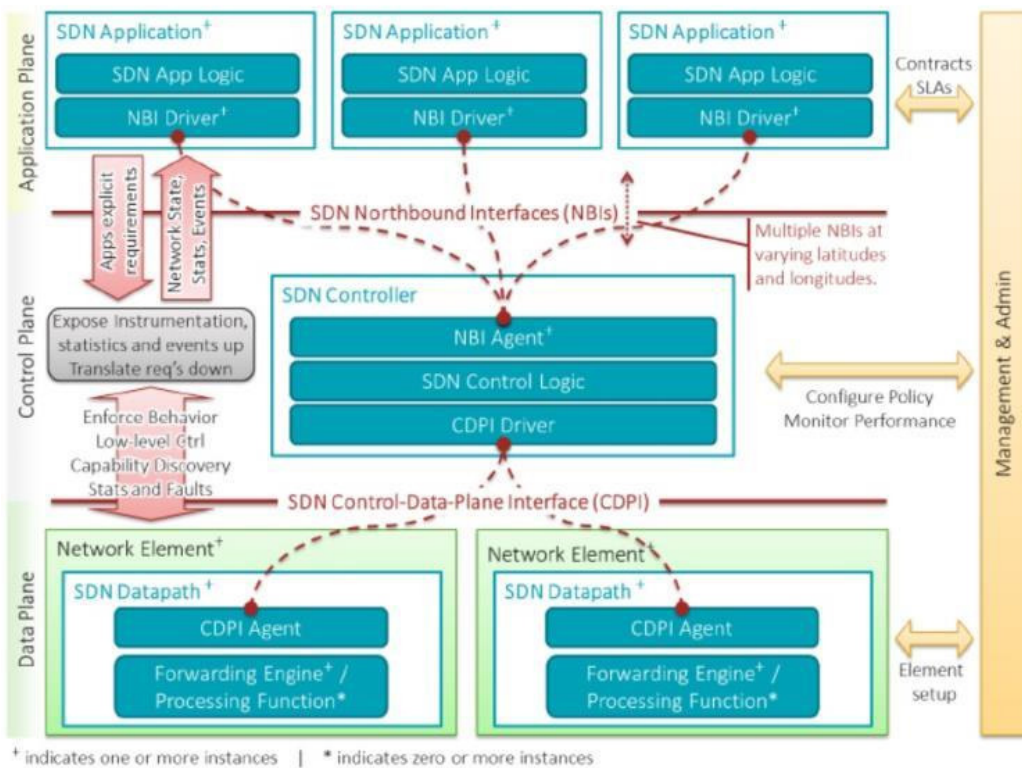 Application Plane
SDN Application⁺
SDN App Logic
NBI Driver⁺
SDN Application⁺
SDN App Logic
NBI Driver⁺
SDN Application⁺
SDN App Logic
NBI Driver⁺
Contracts
SLAs
Apps explicit
requirements
Network State,
Stats, Events
SDN Northbound Interfaces (NBIs)
Multiple NBIs at
varying latitudes
and longitudes.
Control Plane
Expose Instrumentation,
statistics and events up
Translate req's down
SDN Controller
NBI Agent⁺
SDN Control Logic
CDPI Driver
Configure Policy
Monitor Performance
Management & Admin
Enforce Behavior
Low-level Ctrl
Capability Discovery
Stats and Faults
SDN Control-Data-Plane Interface (CDPI)
Data Plane
Network Element⁺
SDN Datapath⁺
CDPI Agent
Forwarding Engine⁺ /
Processing Function*
Network Element⁺
SDN Datapath⁺
CDPI Agent
Forwarding Engine⁺ /
Processing Function*
Element
setup
⁺ indicates one or more instances | * indicates zero or more instances